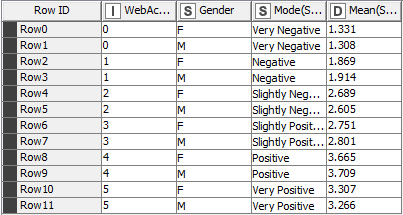 Row ID I WebAc... S Gender S Mode(S... D Mean(S...
Row0 0 F Very Negative 1.331
Row1 0 M Very Negative 1.308
Row2 1 F Negative 1.869
Row3 1 M Negative 1.914
Row4 2 F Slightly Neg... 2.689
Row5 2 M Slightly Neg... 2.605
Row6 3 F Slightly Posit... 2.751
Row7 3 M Slightly Posit... 2.801
Row8 4 F Positive 3.665
Row9 4 M Positive 3.709
Row10 5 F Very Positive 3.307
Row11 5 M Very Positive 3.266